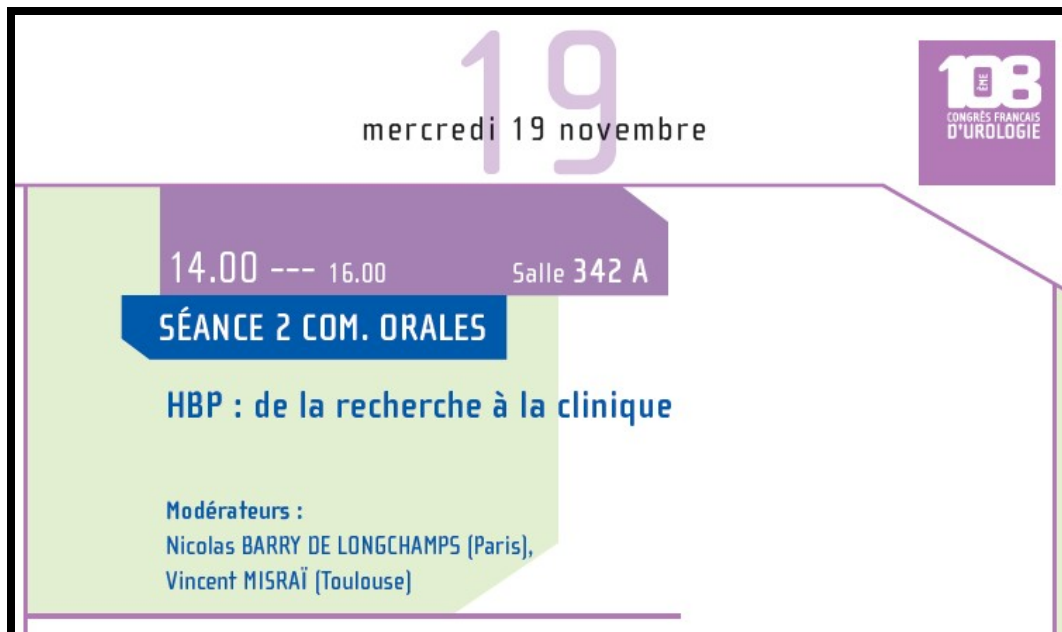 19
mercredi 19 novembre
108
ÈME
CONGRÈS FRANCAIS
D'UROLOGIE
14.00 --- 16.00 Salle 342 A
SÉANCE 2 COM. ORALES
HBP : de la recherche à la clinique
Modérateurs :
Nicolas BARRY DE LONGCHAMPS (Paris),
Vincent MISRAÏ (Toulouse)